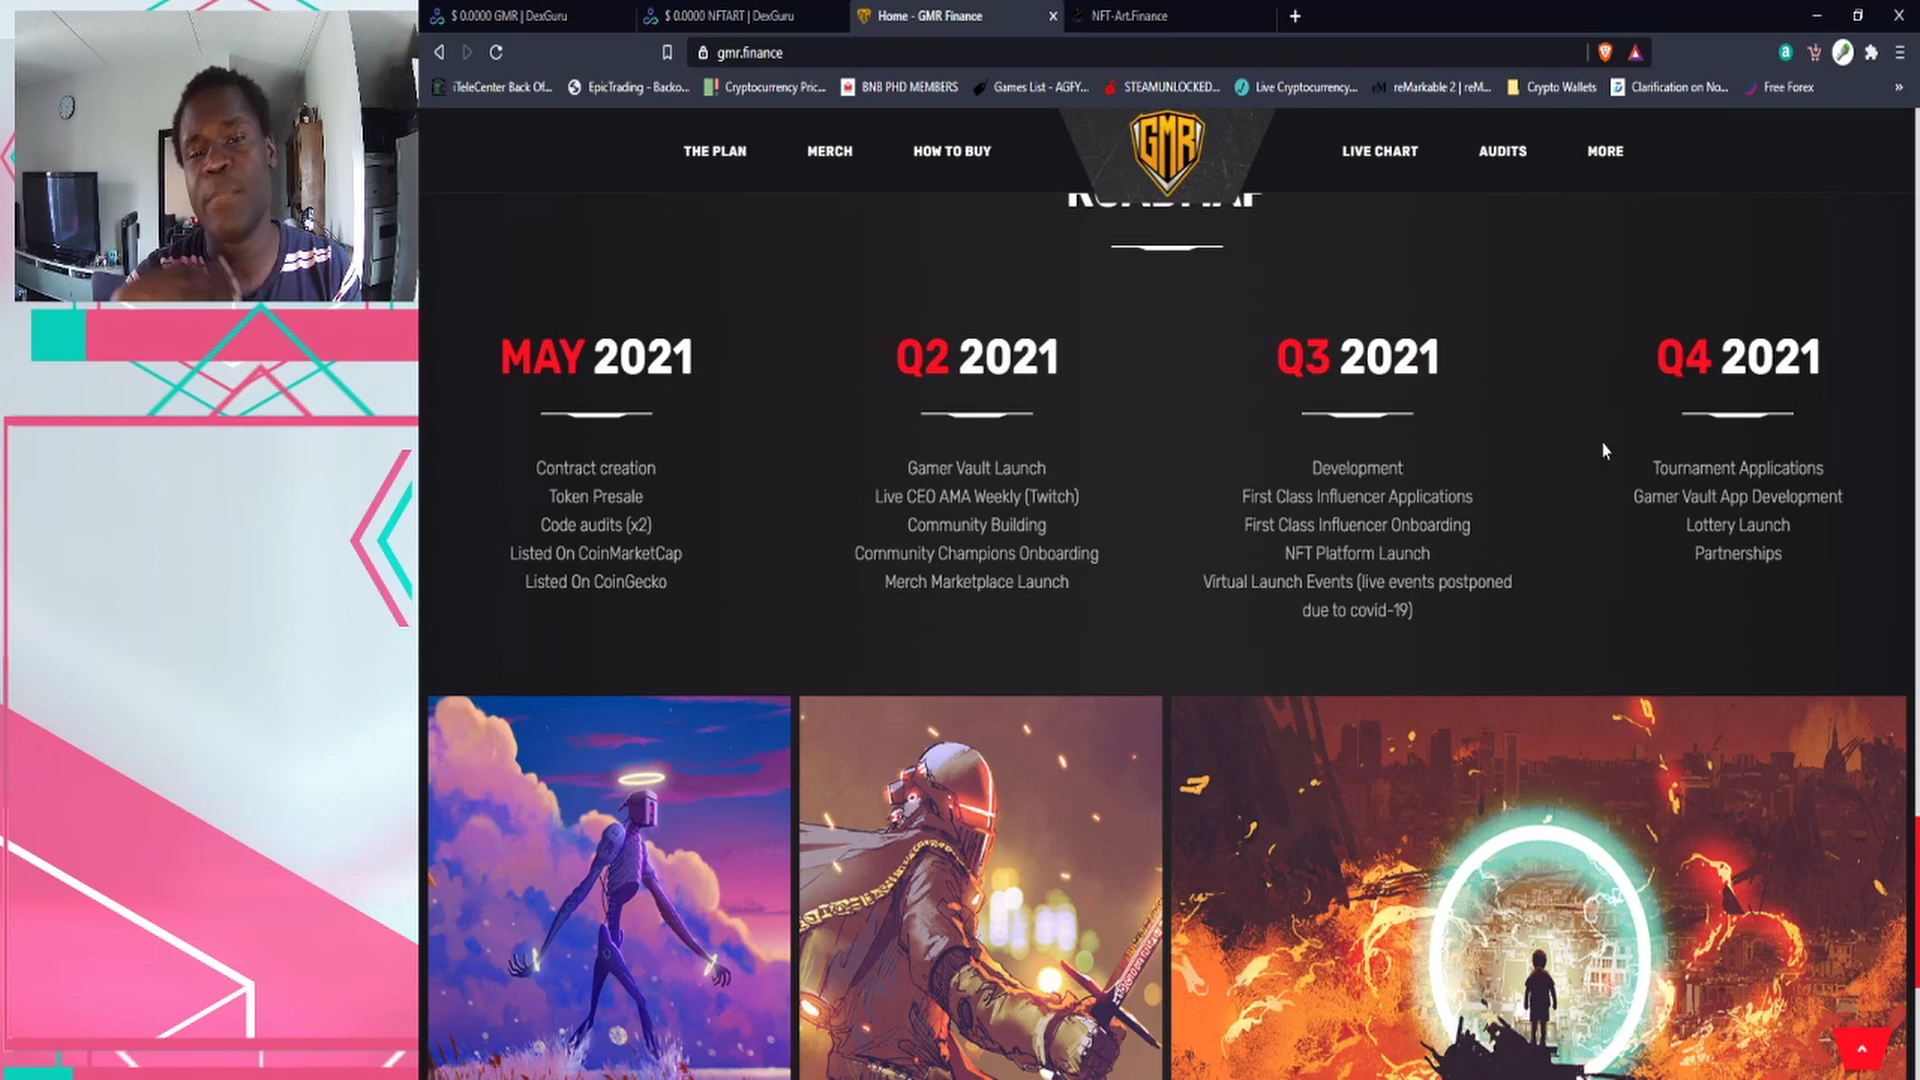 $ 0.0000 GMR | DexGuru
$ 0.0000 NFTART | DexGuru
Home - GMR Finance
NFT-Art.Finance
gmr.finance
iTeleCenter Back Of...
EpicTrading - Backo...
Cryptocurrency Pric...
BNB PHD MEMBERS
Games List - AGFY...
STEAMUNLOCKED...
Live Cryptocurrency...
reMarkable 2 | reM...
Crypto Wallets
Clarification on No...
Free Forex
THE PLAN
MERCH
HOW TO BUY
GMR
LIVE CHART
AUDITS
MORE
ROADMAP
MAY 2021
Contract creation
Token Presale
Code audits (x2)
Listed On CoinMarketCap
Listed On CoinGecko
Q2 2021
Gamer Vault Launch
Live CEO AMA Weekly (Twitch)
Community Building
Community Champions Onboarding
Merch Marketplace Launch
Q3 2021
Development
First Class Influencer Applications
First Class Influencer Onboarding
NFT Platform Launch
Virtual Launch Events (live events postponed
due to covid-19)
Q4 2021
Tournament Applications
Gamer Vault App Development
Lottery Launch
Partnerships